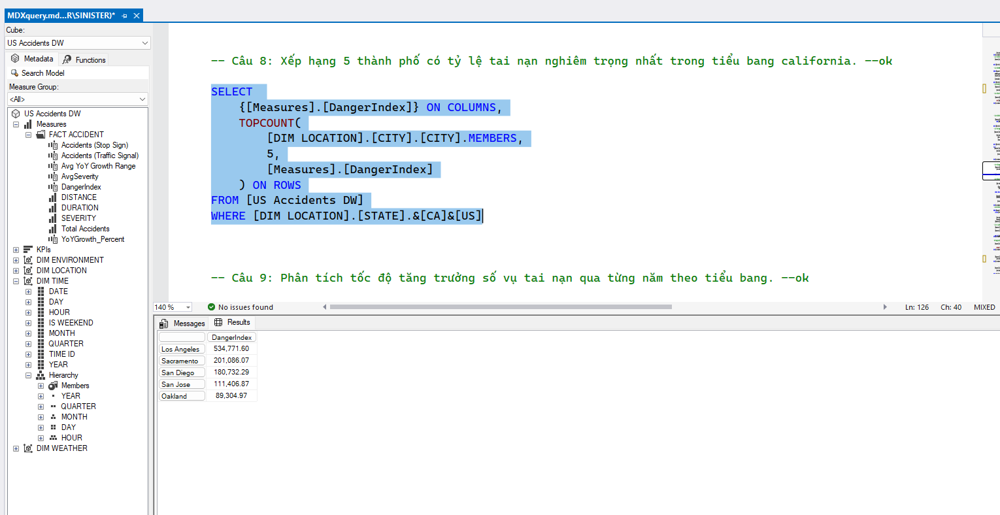 MDXquery.md...R\SINISTER)*
Cube:
US Accidents DW
Metadata
Functions
Search Model
Measure Group:
<All>
US Accidents DW
Measures
FACT ACCIDENT
Accidents (Stop Sign)
Accidents (Traffic Signal)
Avg YoY Growth Range
AvgSeverity
DangerIndex
DISTANCE
DURATION
SEVERITY
Total Accidents
YoYGrowth_Percent
KPIs
DIM ENVIRONMENT
DIM LOCATION
DIM TIME
DATE
DAY
HOUR
IS WEEKEND
MONTH
QUARTER
TIME ID
YEAR
Hierarchy
Members
YEAR
QUARTER
MONTH
DAY
HOUR
DIM WEATHER
-- Câu 8: Xếp hạng 5 thành phố có tỷ lệ tai nạn nghiêm trọng nhất trong tiểu bang california. --ok
SELECT
{[Measures].[DangerIndex]} ON COLUMNS,
TOPCOUNT(
[DIM LOCATION].[CITY].[CITY].MEMBERS,
5,
[Measures].[DangerIndex]
) ON ROWS
FROM [US Accidents DW]
WHERE [DIM LOCATION].[STATE].&[CA]&[US]
-- Câu 9: Phân tích tốc độ tăng trưởng số vụ tai nạn qua từng năm theo tiểu bang. --ok
140 %
No issues found
Ln: 126
Ch: 40
MIXED
Messages
Results
DangerIndex
Los Angeles 534,771.60
Sacramento 201,086.07
San Diego 180,732.29
San Jose 111,406.87
Oakland 89,304.97